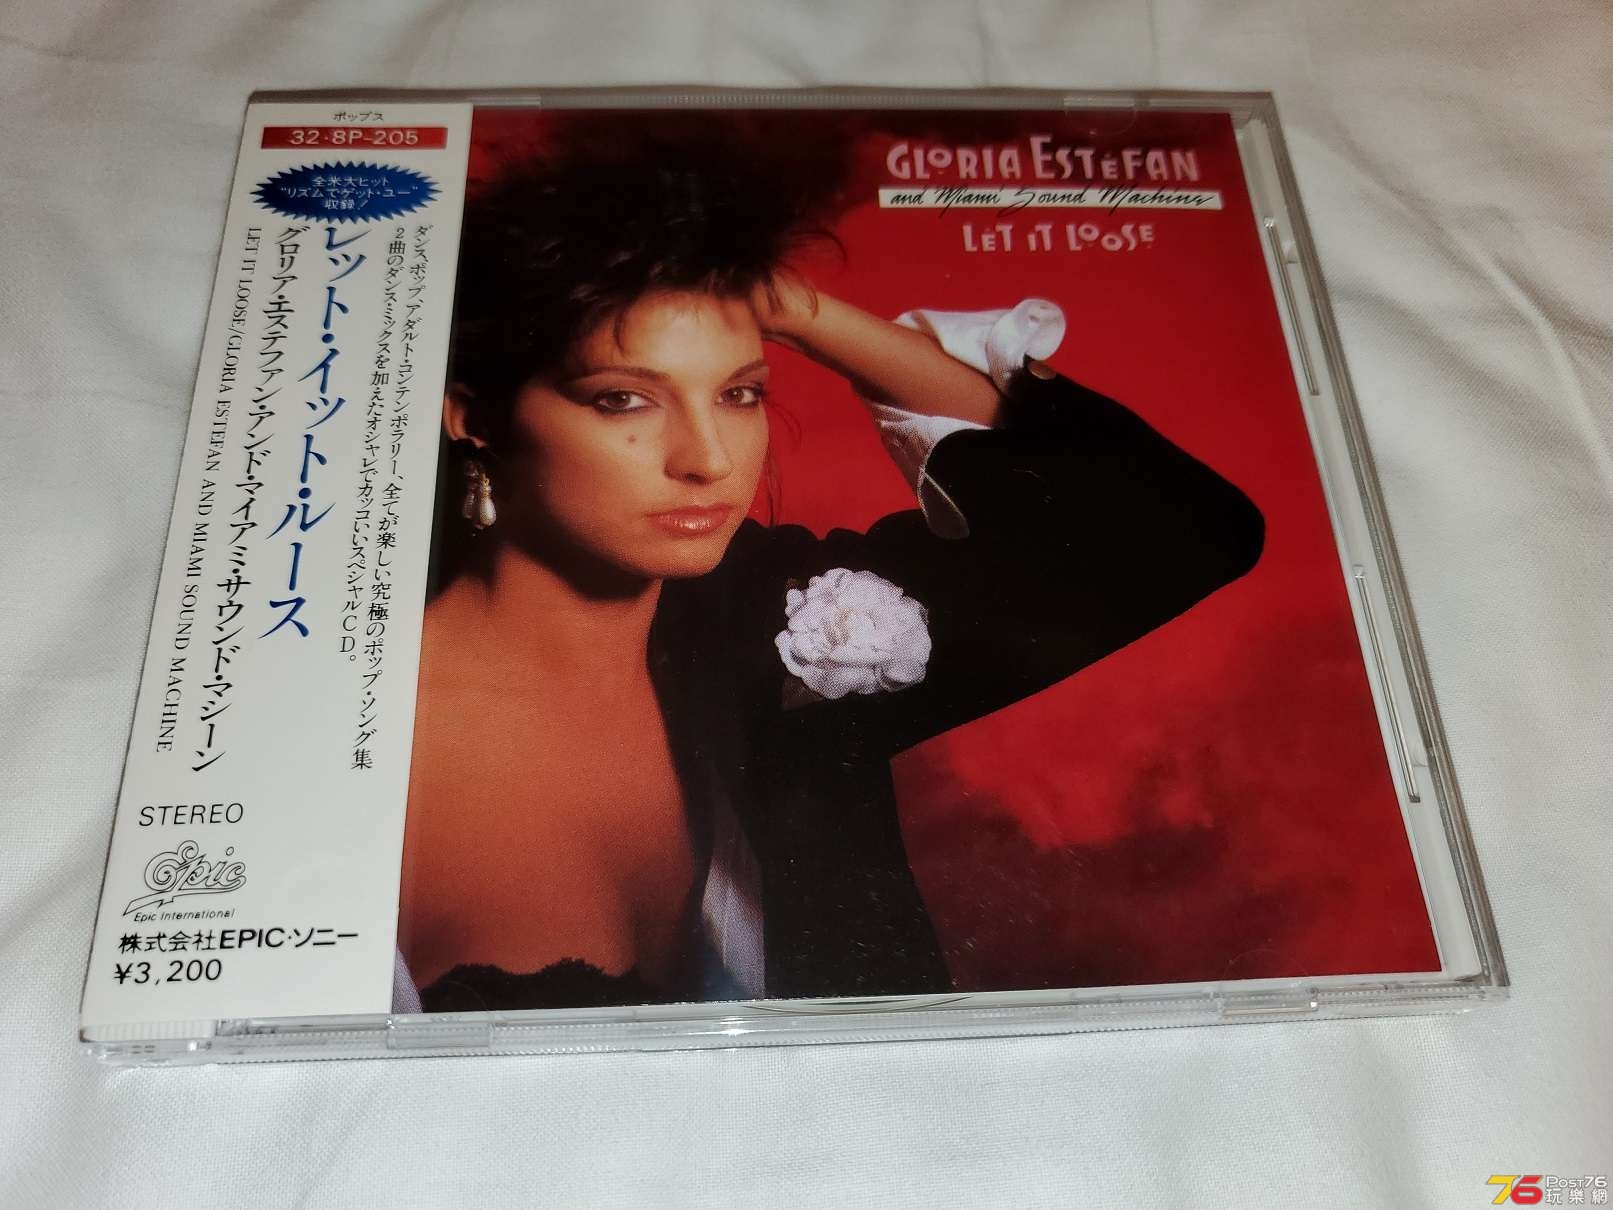 ポップス
32・8P-205
全米大ヒット
"リズムでゲット・ユー"
収録！
ダンス、ポップ、アダルト・コンテンポラリー、全てが楽しい究極のポップ・ソング集
2曲のダンス・ミックスを加えたオシャレでカッコいいスペシャルCD。
レット・イット・ルース
グロリア・エステファン・アンド・マイアミ・サウンド・マシーン
LET IT LOOSE/GLORIA ESTEFAN AND MIAMI SOUND MACHINE
STEREO
Epic
Epic International
株式会社EPIC・ソニー
¥3,200
GLORIA ESTEFAN
and Miami Sound Machine
LET IT LOOSE
76 Post76
玩樂網